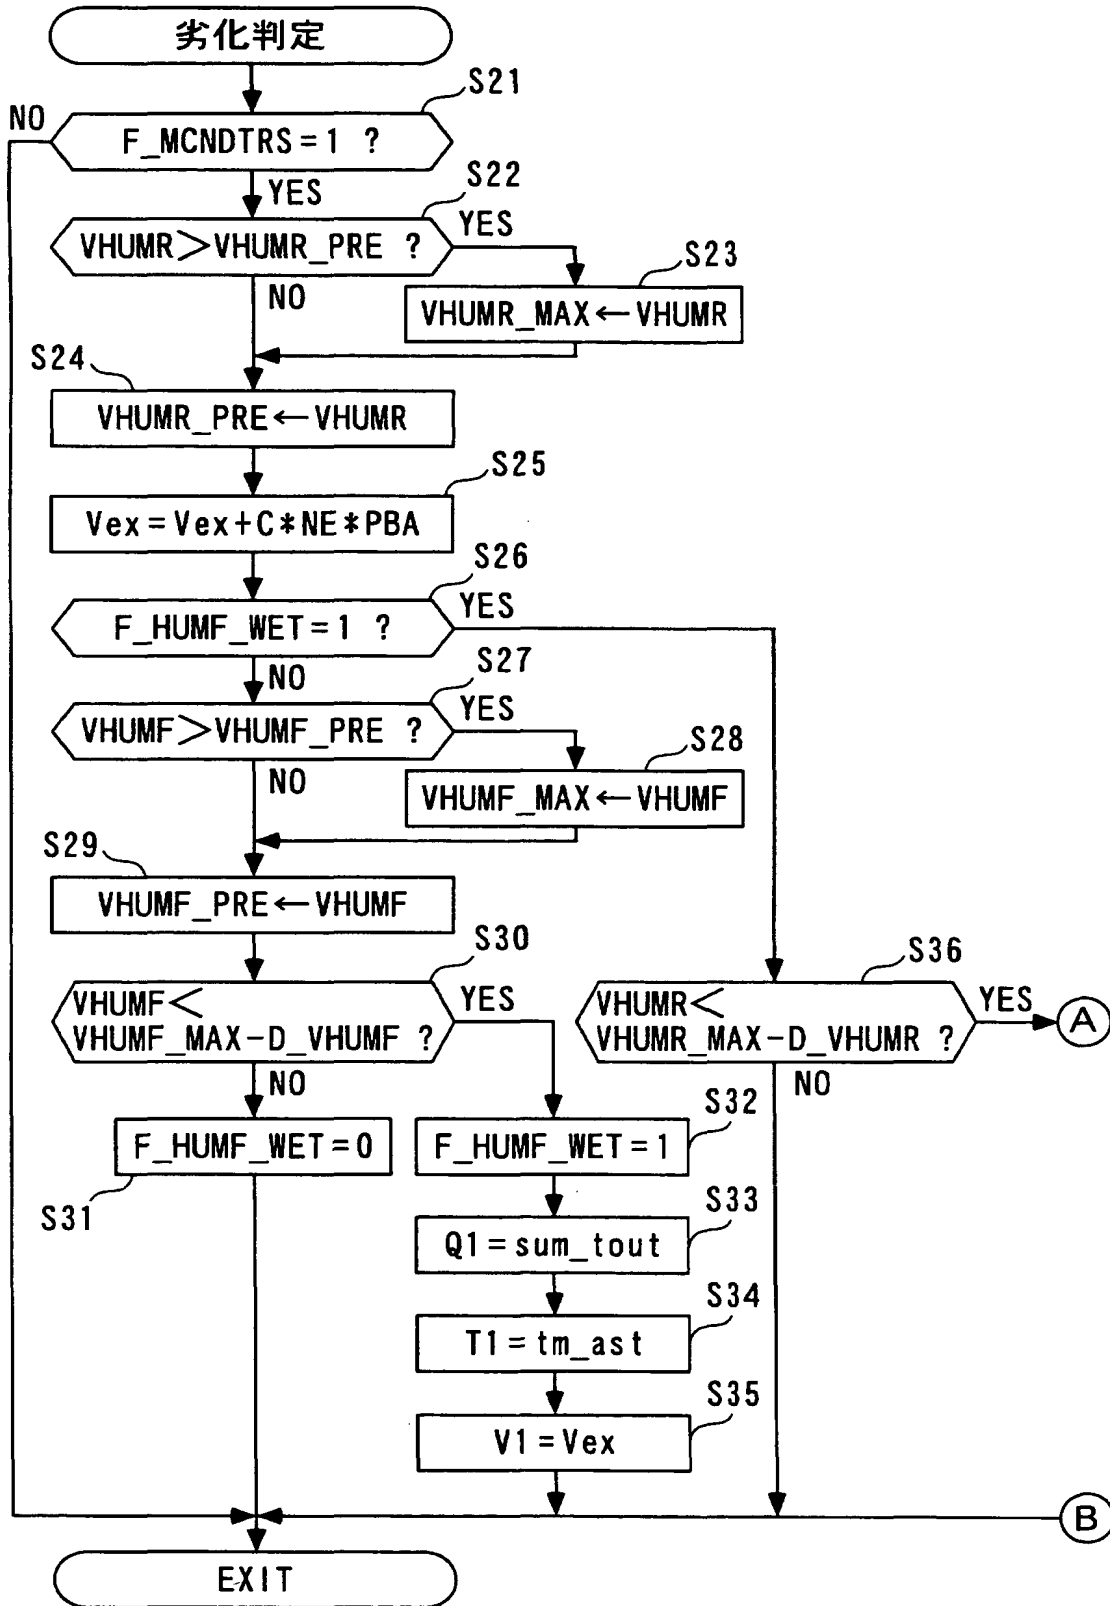 劣化判定
S21
NO
F_MCNDTRS=1 ?
YES
S22
VHUMR>VHUMR_PRE ?
YES
S23
NO
VHUMR_MAX←VHUMR
S24
VHUMR_PRE←VHUMR
S25
Vex=Vex+C*NE*PBA
S26
F_HUMF_WET=1 ?
YES
NO
S27
VHUMF>VHUMF_PRE ?
YES
S28
NO
VHUMF_MAX←VHUMF
S29
VHUMF_PRE←VHUMF
S30
VHUMF<
VHUMF_MAX-D_VHUMF ?
YES
S36
VHUMR<
VHUMR_MAX-D_VHUMR ?
YES
A
NO
NO
F_HUMF_WET=0
S31
S32
F_HUMF_WET=1
S33
Q1=sum_tout
S34
T1=tm_ast
S35
V1=Vex
B
EXIT